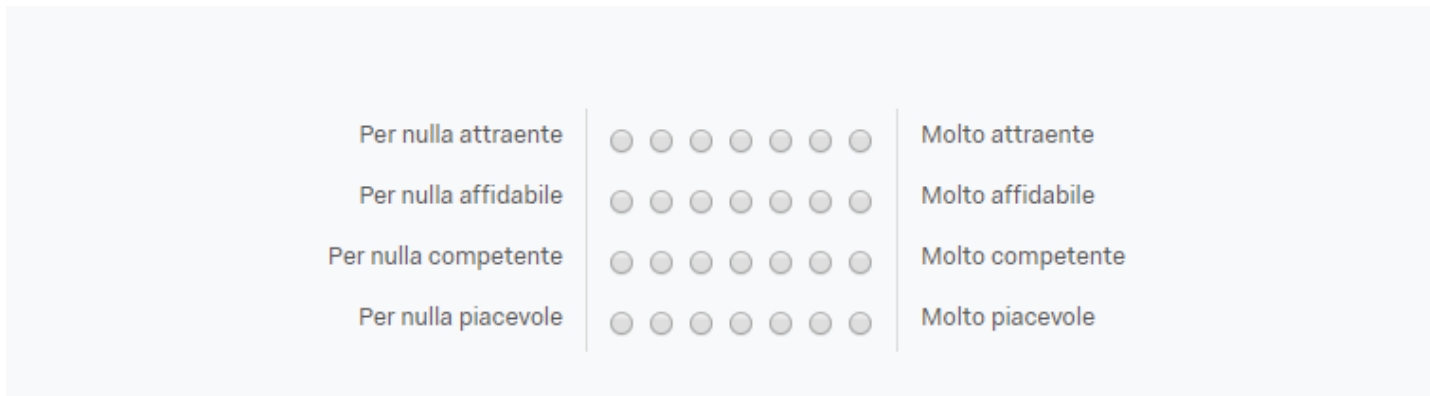 Per nulla attraente Molto attraente
Per nulla affidabile Molto affidabile
Per nulla competente Molto competente
Per nulla piacevole Molto piacevole